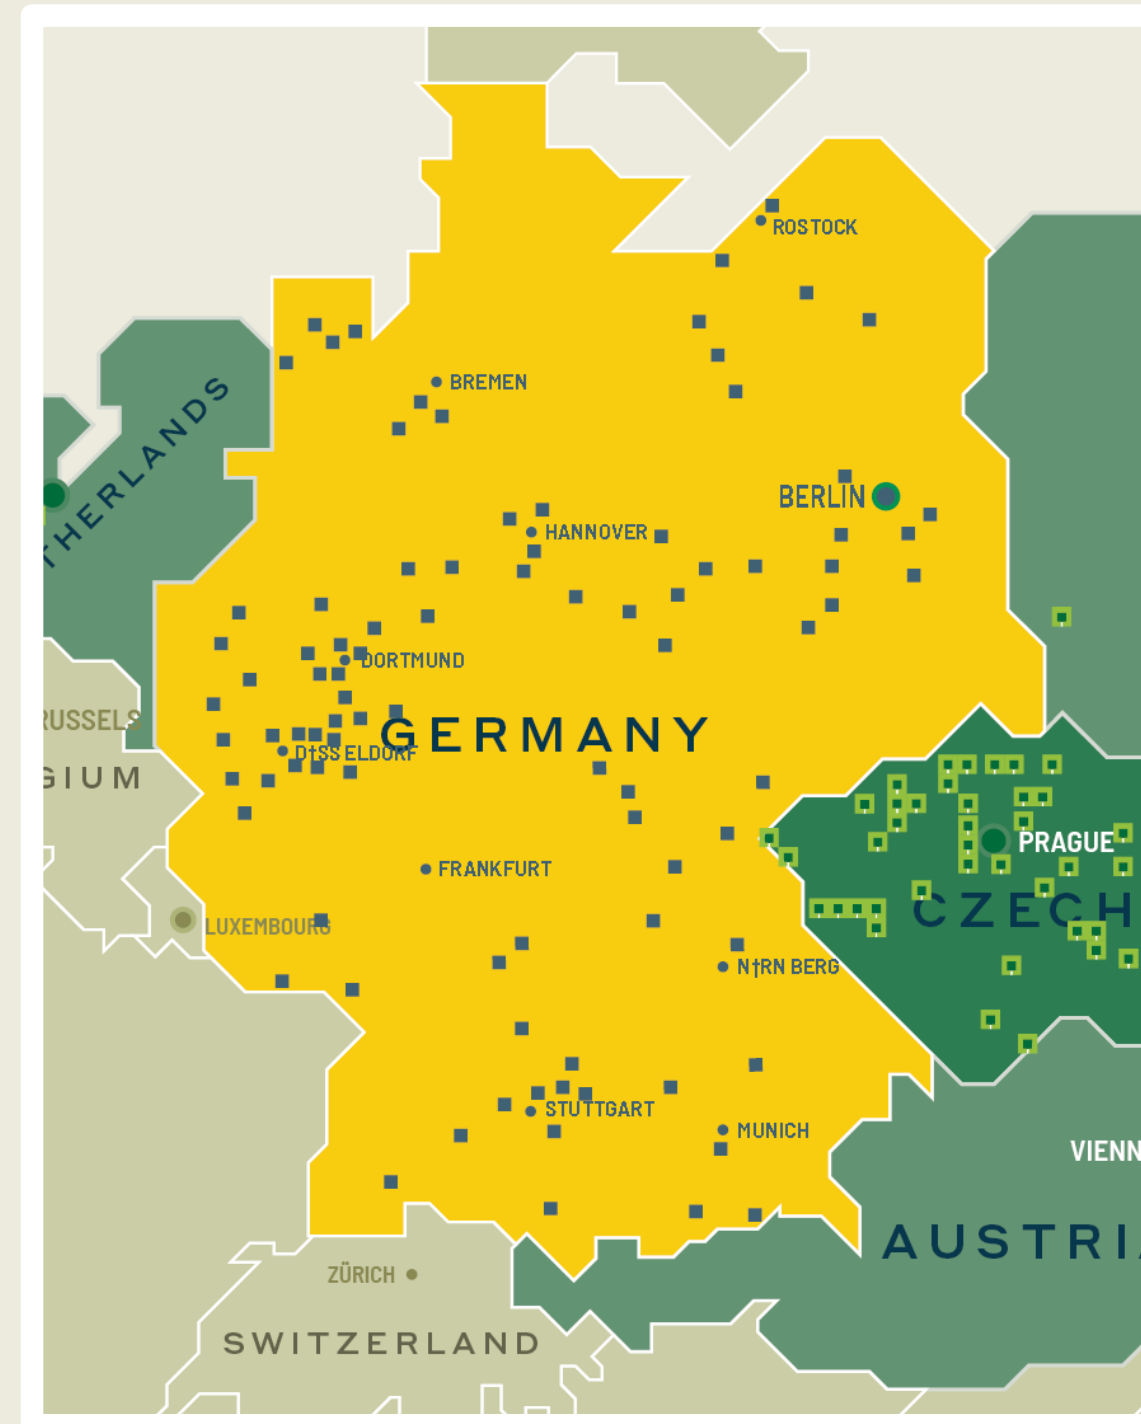 ROSTOCK
THERLANDS
BREMEN
BERLIN
HANNOVER
DORTMUND
RUSSELS
GERMANY
D†SSELDORF
GIUM
PRAGUE
FRANKFURT
CZECH
LUXEMBOURG
N†RNBERG
STUTTGART
MUNICH
VIENN
AUSTRIA
ZÜRICH
SWITZERLAND